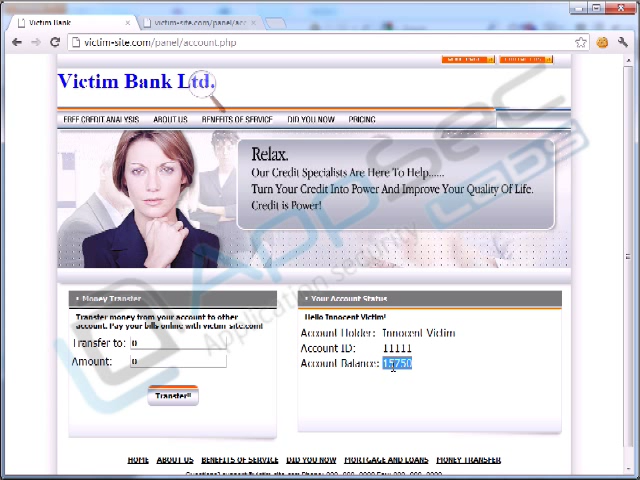 Victim Bank
victim-site.com/panel/acc
victim-site.com/panel/account.php
Victim Bank Ltd.
FREE CREDIT ANALYSIS ABOUT US BENEFITS OF SERVICE DID YOU NOW PRICING
Relax.
Our Credit Specialists Are Here To Help......
Turn Your Credit Into Power And Improve Your Quality Of Life.
Credit is Power!
AppSec Labs
Application security
Money Transfer
Transfer money from your account to other
account. Pay your bills online with victim-site.com!
Transfer to: 0
Amount: 0
Transfer!!
Your Account Status
Hello Innocent Victim!
Account Holder: Innocent Victim
Account ID: 11111
Account Balance: 15750
HOME ABOUT US BENEFITS OF SERVICE DID YOU NOW MORTGAGE AND LOANS MONEY TRANSFER